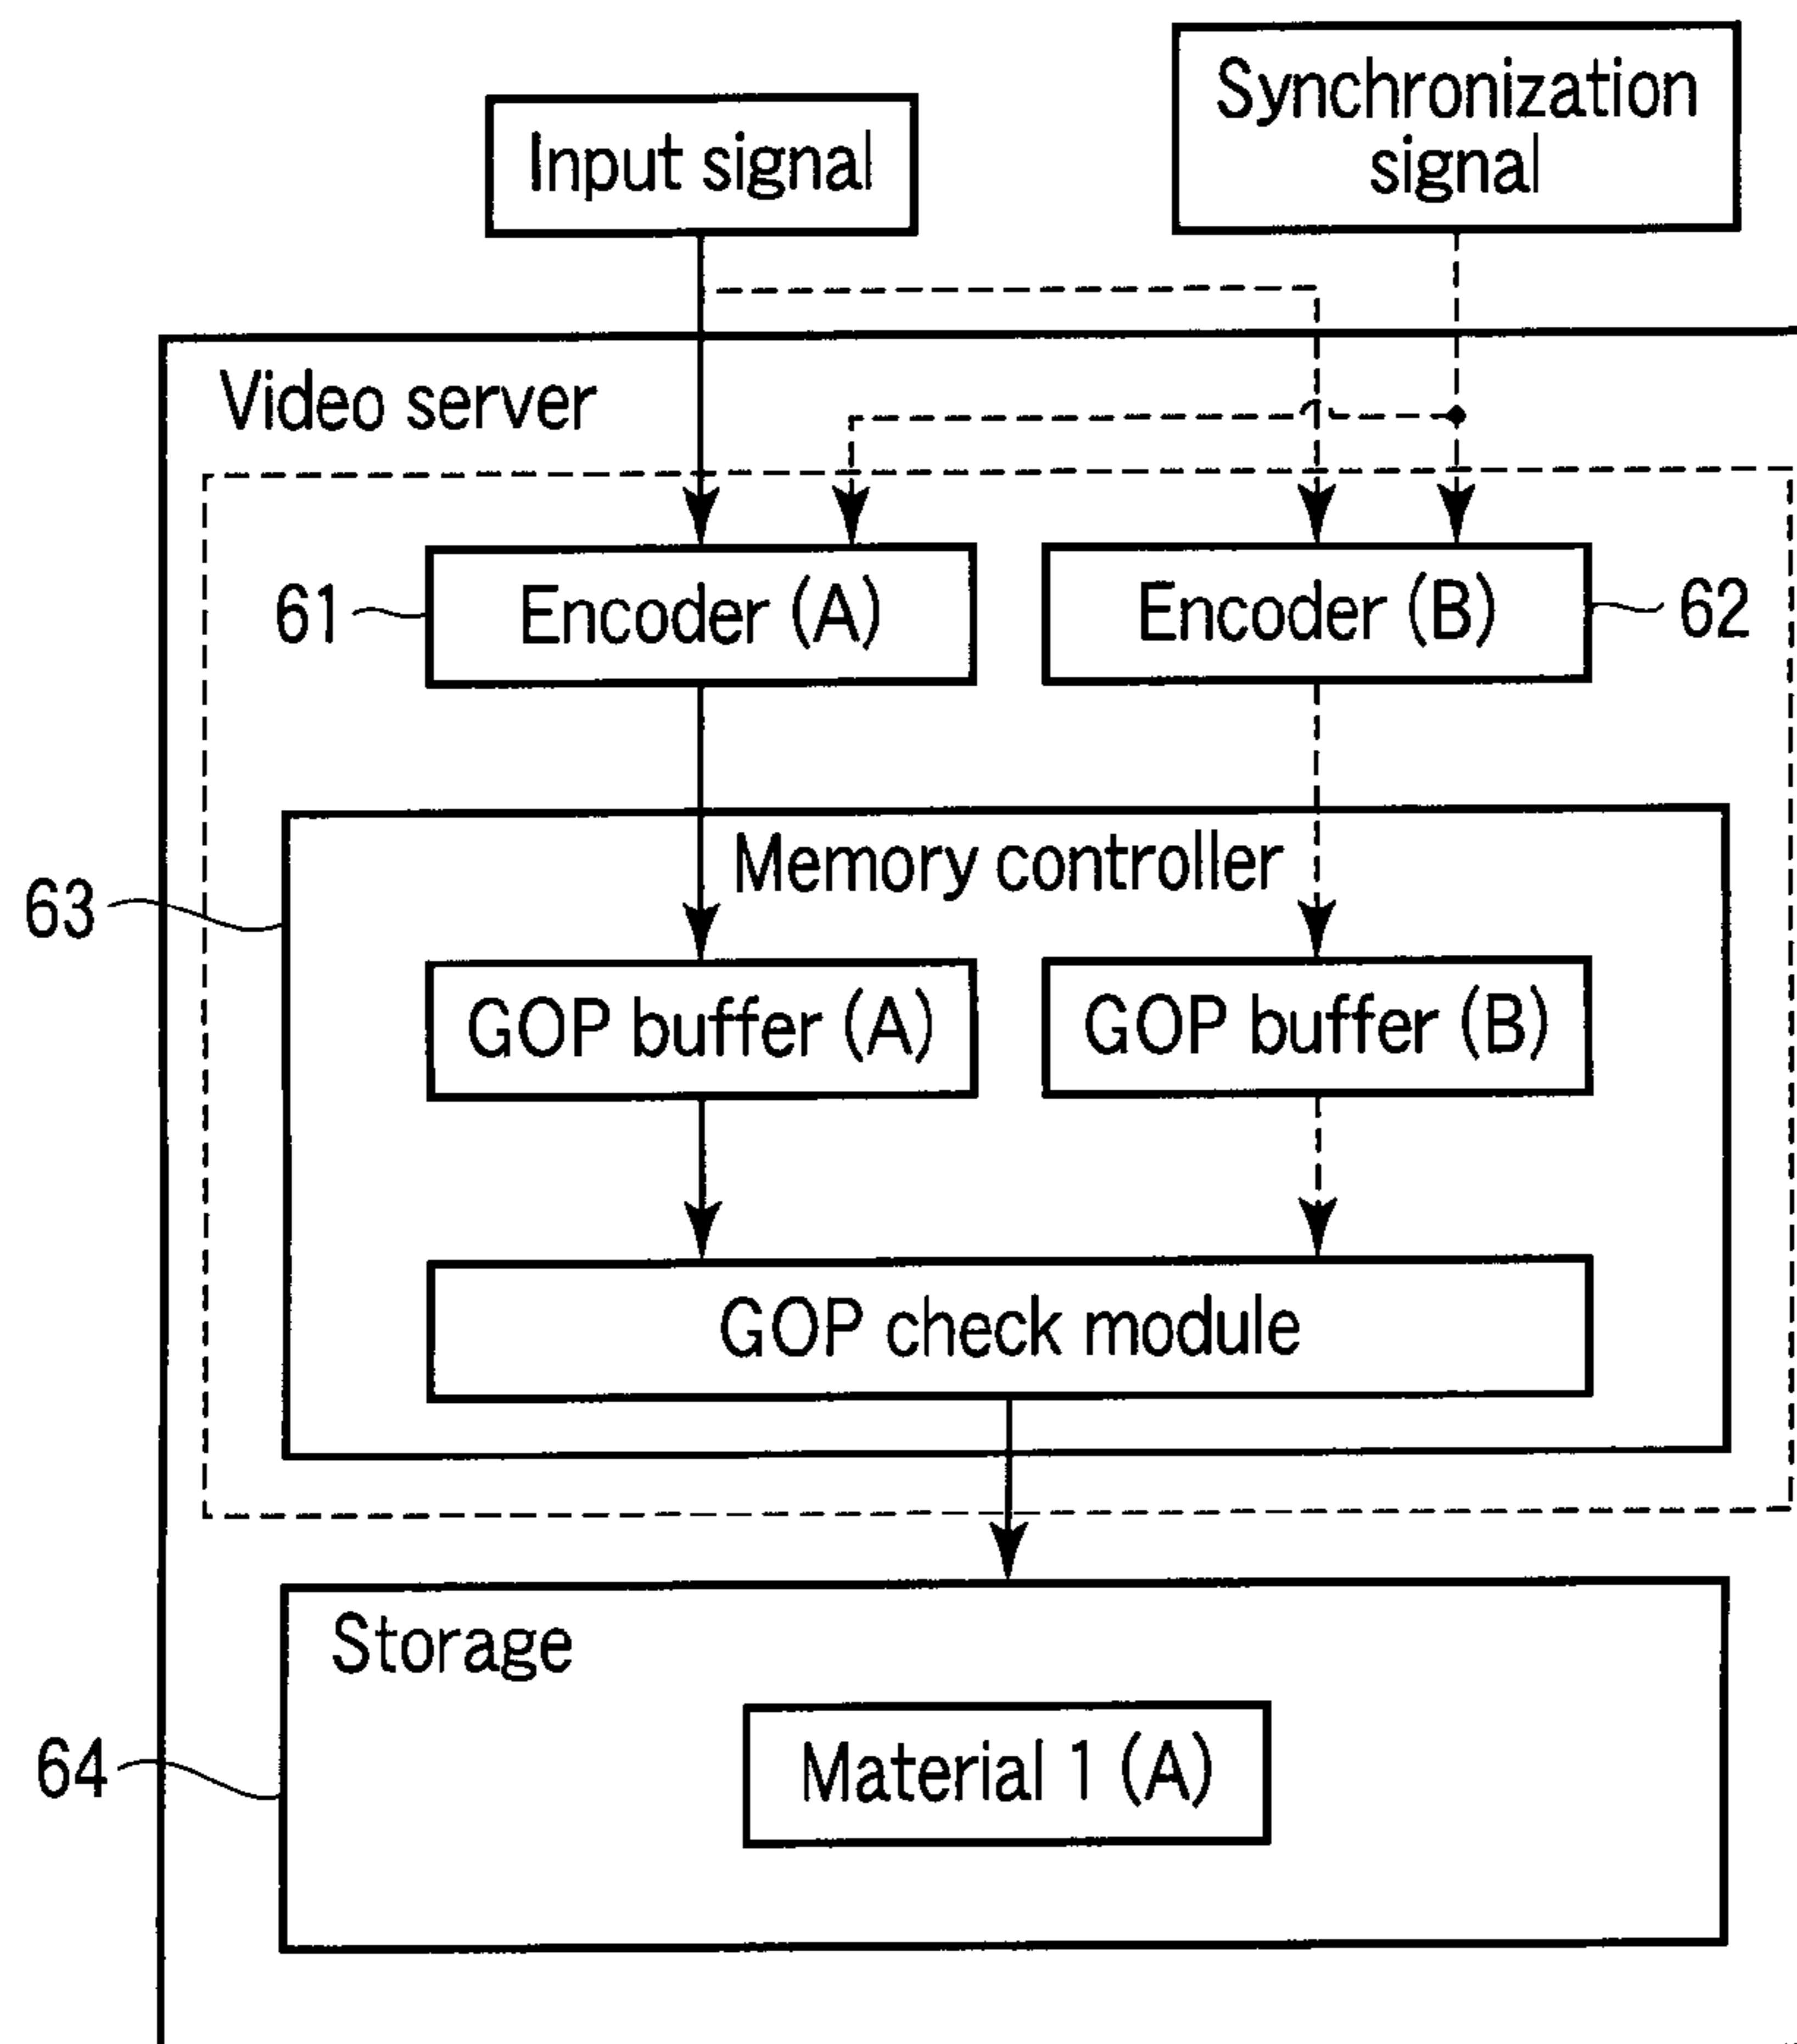 Synchronization
signal
Input signal
Video server
61
Encoder (A)
Encoder (B)
62
Memory controller
63
GOP buffer (A)
GOP buffer (B)
GOP check module
Storage
64
Material 1 (A)